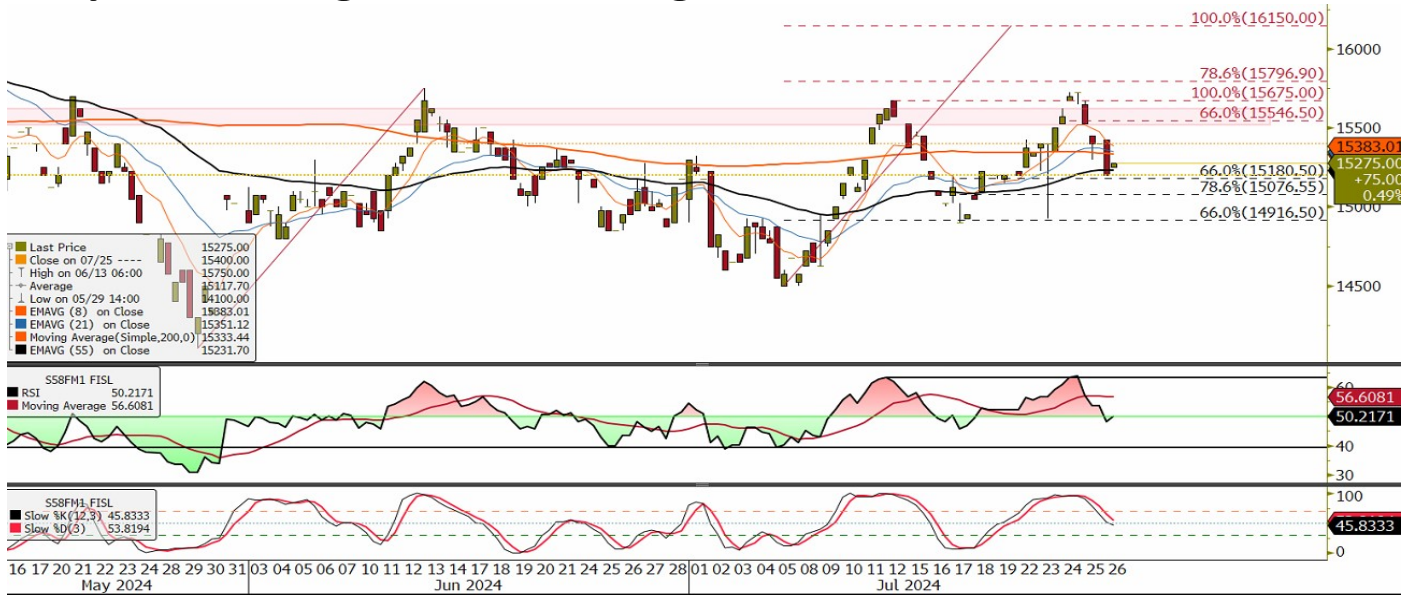 100.0%(16150.00)
16000
78.6%(15796.90)
100.0%(15675.00)
66.0%(15546.50)
15500
15383.01
15275.00
+75.00
0.49%
66.0%(15180.50)
78.6%(15076.55)
15000
66.0%(14916.50)
14500
Last Price 15275.00
Close on 07/25 ---- 15400.00
High on 06/13 06:00 15750.00
Average 15117.70
Low on 05/29 14:00 14100.00
EMAVG (8) on Close 15383.01
EMAVG (21) on Close 15351.12
Moving Average(Simple,200,0) 15333.44
EMAVG (55) on Close 15231.70
S58FM1 FISL
RSI 50.2171
Moving Average 56.6081
60
56.6081
50.2171
40
30
S58FM1 FISL
Slow %K(12,3) 45.8333
Slow %D(3) 53.8194
100
45.8333
0
16 17 20 21 22 23 24 28 28 29 30 31 03 04 05 06 07 10 11 12 13 14 17 18 19 20 21 24 25 26 27 28 01 02 03 04 05 08 09 10 11 12 15 16 17 18 19 22 23 24 25 26
May 2024 Jun 2024 Jul 2024